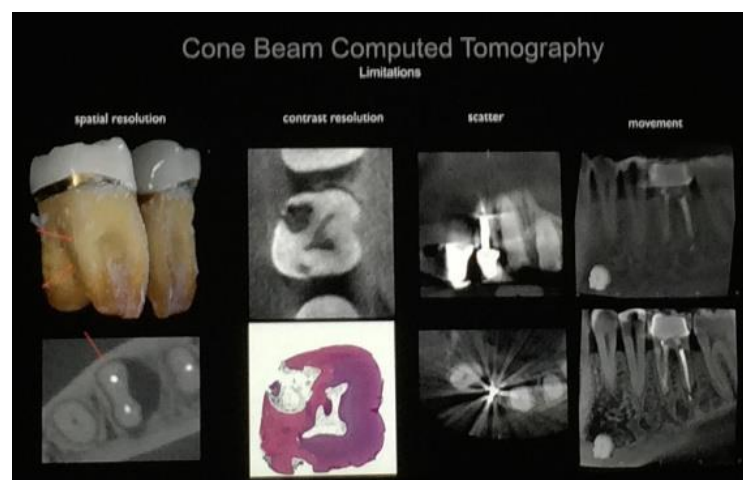 Cone Beam Computed Tomography
Limitations
spatial resolution
contrast resolution
scatter
movement